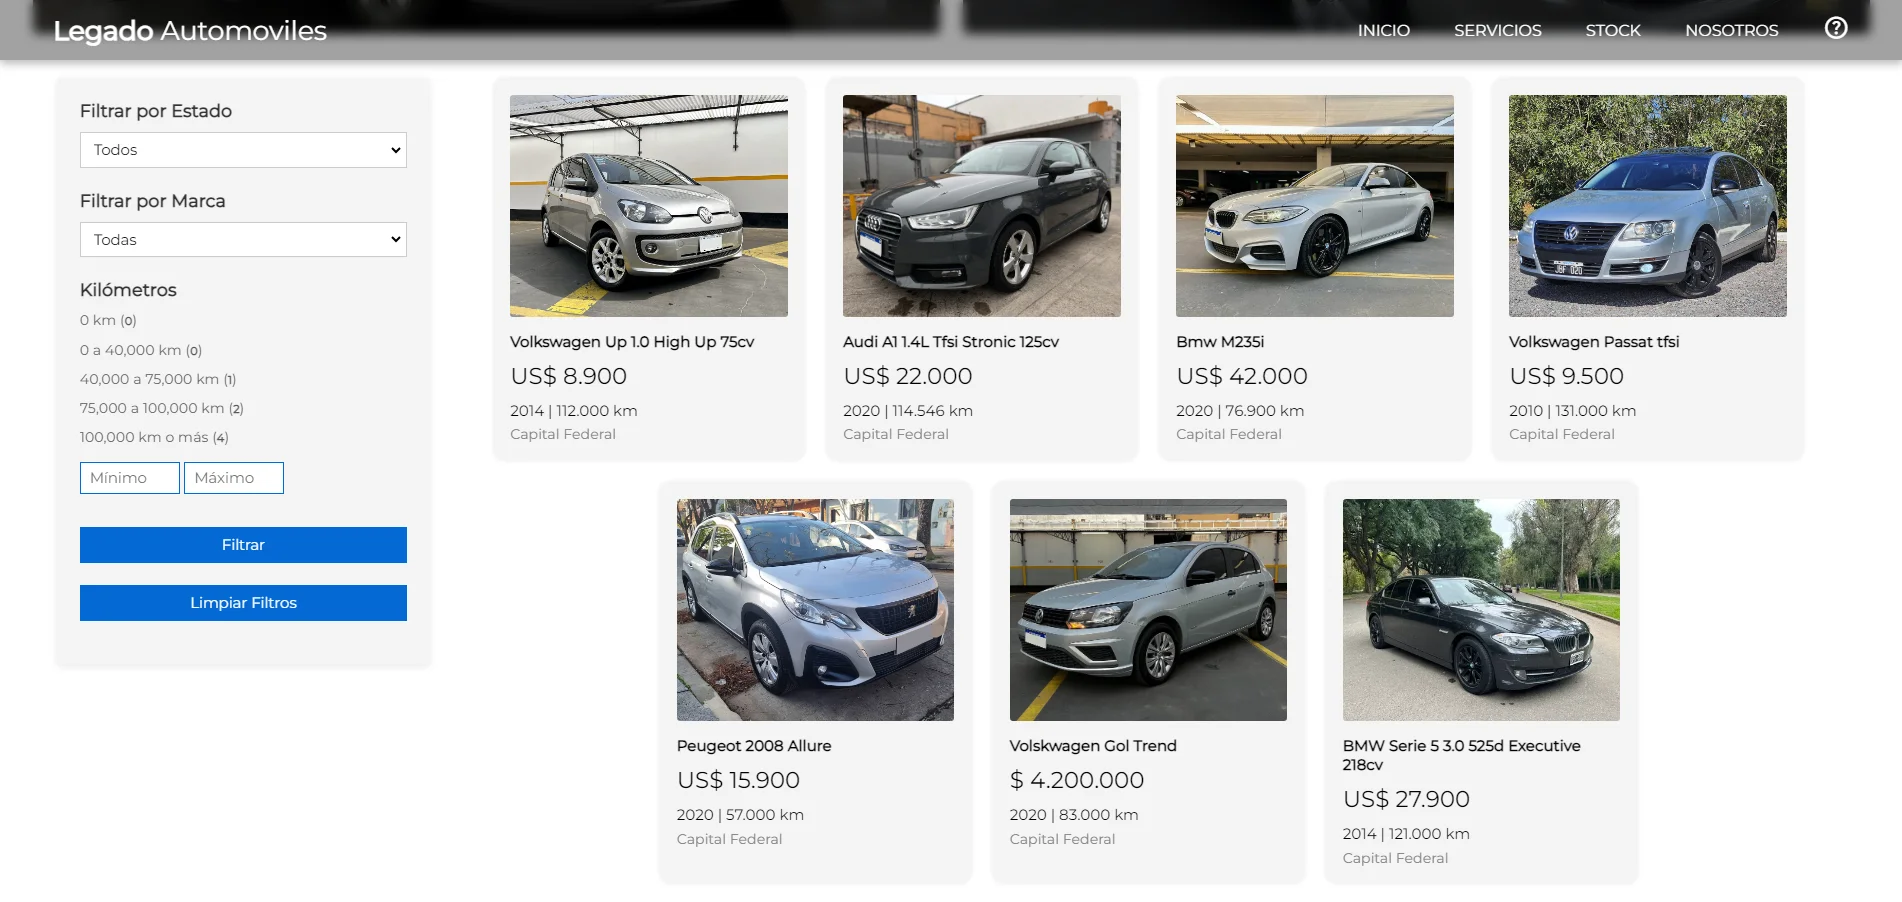 Legado Automoviles
INICIO
SERVICIOS
STOCK
NOSOTROS
Filtrar por Estado
Todos
Filtrar por Marca
Todas
Kilómetros
0 km (0)
0 a 40,000 km (0)
40,000 a 75,000 km (1)
75,000 a 100,000 km (2)
100,000 km o más (4)
Mínimo
Máximo
Filtrar
Limpiar Filtros
Volkswagen Up 1.0 High Up 75cv
US$ 8.900
2014 | 112.000 km
Capital Federal
Audi A1 1.4L Tfsi Stronic 125cv
US$ 22.000
2020 | 114.546 km
Capital Federal
Bmw M235i
US$ 42.000
2020 | 76.900 km
Capital Federal
Volkswagen Passat tfsi
US$ 9.500
2010 | 131.000 km
Capital Federal
Peugeot 2008 Allure
US$ 15.900
2020 | 57.000 km
Capital Federal
Volskwagen Gol Trend
$ 4.200.000
2020 | 83.000 km
Capital Federal
BMW Serie 5 3.0 525d Executive
218cv
US$ 27.900
2014 | 121.000 km
Capital Federal